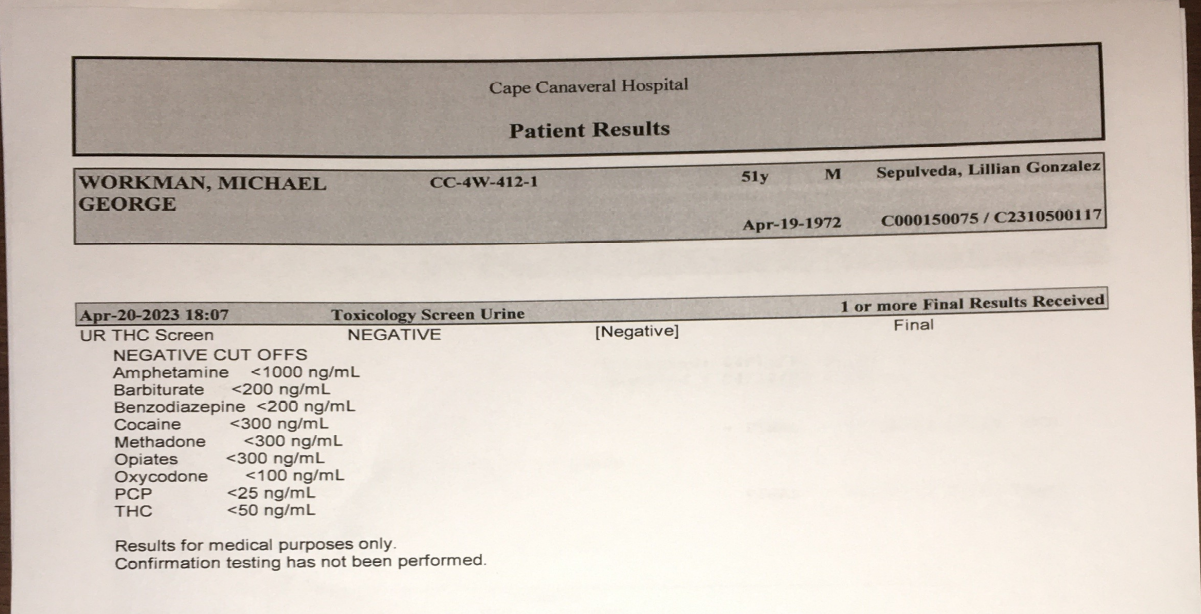 Cape Canaveral Hospital
Patient Results
WORKMAN, MICHAEL GEORGE CC-4W-412-1 51y M Sepulveda, Lillian Gonzalez
Apr-19-1972 C000150075 / C2310500117
Apr-20-2023 18:07 Toxicology Screen Urine 1 or more Final Results Received
UR THC Screen NEGATIVE [Negative] Final
NEGATIVE CUT OFFS
Amphetamine <1000 ng/mL
Barbiturate <200 ng/mL
Benzodiazepine <200 ng/mL
Cocaine <300 ng/mL
Methadone <300 ng/mL
Opiates <300 ng/mL
Oxycodone <100 ng/mL
PCP <25 ng/mL
THC <50 ng/mL
Results for medical purposes only.
Confirmation testing has not been performed.